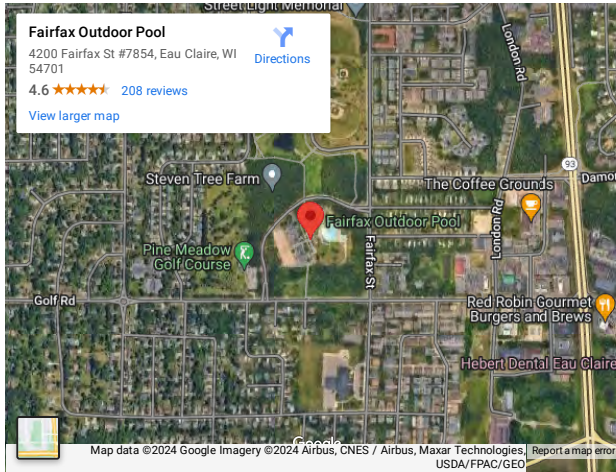 Street Light Memorial
Fairfax Outdoor Pool
4200 Fairfax St #7854, Eau Claire, WI
54701
Directions
4.6
208 reviews
View larger map
London Rd
93
Damon
Steven Tree Farm
The Coffee Grounds
Fairfax Outdoor Pool
Pine Meadow
Golf Course
Fairfax St
London Rd
Golf Rd
Red Robin Gourmet
Burgers and Brews
Hebert Dental Eau Claire
Google
Map data ©2024 Google Imagery ©2024 Airbus, CNES / Airbus, Maxar Technologies,
USDA/FPAC/GEO
Report a map error